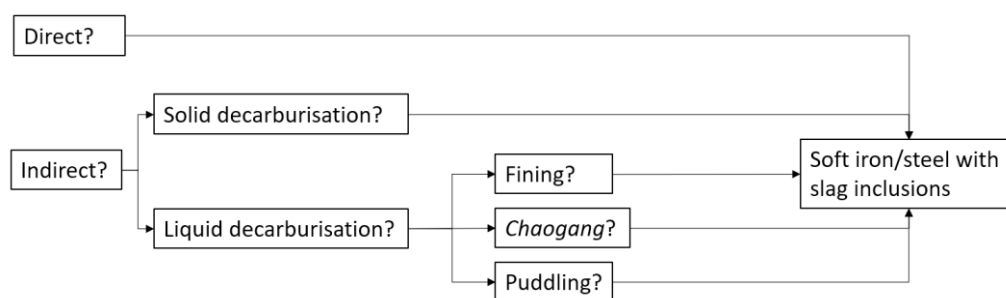 Direct?
Solid decarburisation?
Indirect?
Liquid decarburisation?
Fining?
Chaogang?
Puddling?
Soft iron/steel with
slag inclusions